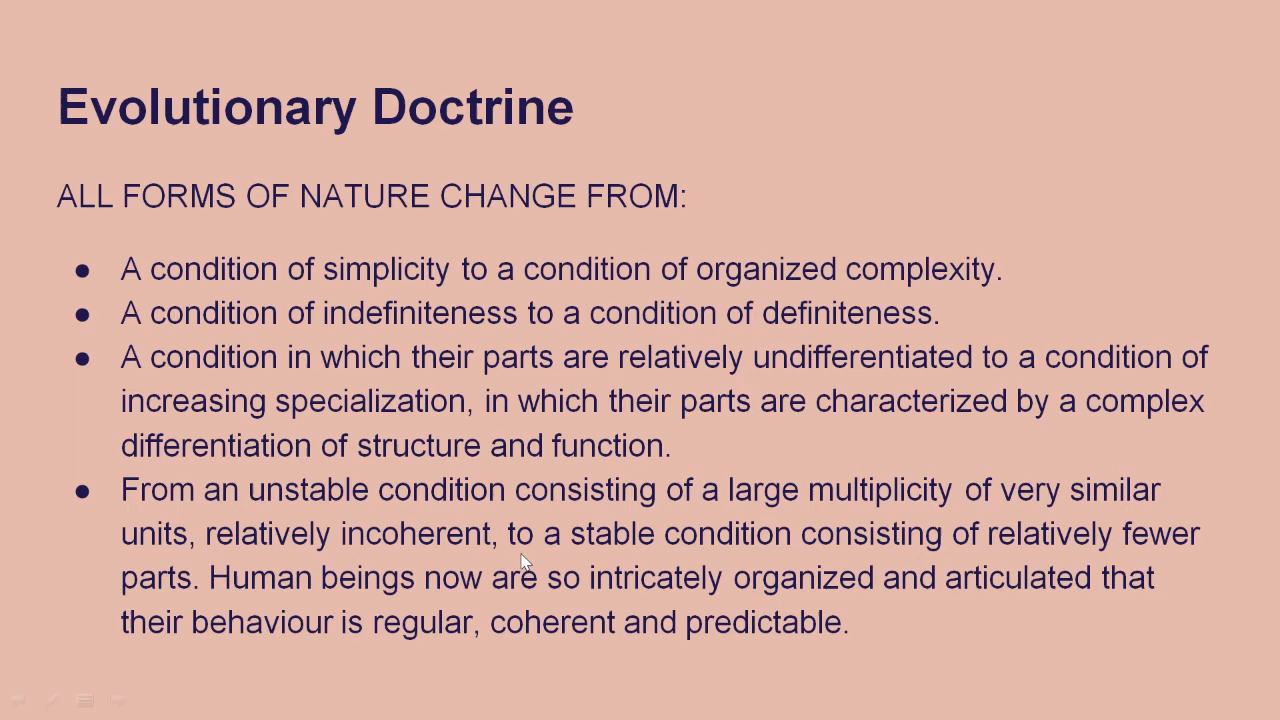 Evolutionary Doctrine
ALL FORMS OF NATURE CHANGE FROM:
● A condition of simplicity to a condition of organized complexity.
● A condition of indefiniteness to a condition of definiteness.
● A condition in which their parts are relatively undifferentiated to a condition of
increasing specialization, in which their parts are characterized by a complex
differentiation of structure and function.
● From an unstable condition consisting of a large multiplicity of very similar
units, relatively incoherent, to a stable condition consisting of relatively fewer
parts. Human beings now are so intricately organized and articulated that
their behaviour is regular, coherent and predictable.